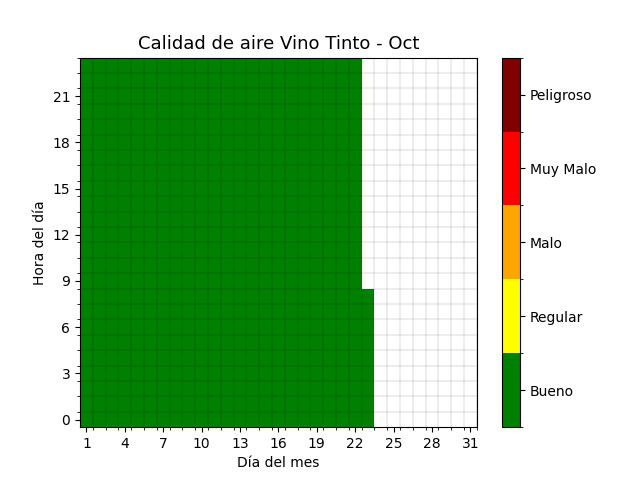 Calidad de aire Vino Tinto - Oct
Hora del día
21
18
15
12
9
6
3
0
1 4 7 10 13 16 19 22 25 28 31
Día del mes
Peligroso
Muy Malo
Malo
Regular
Bueno